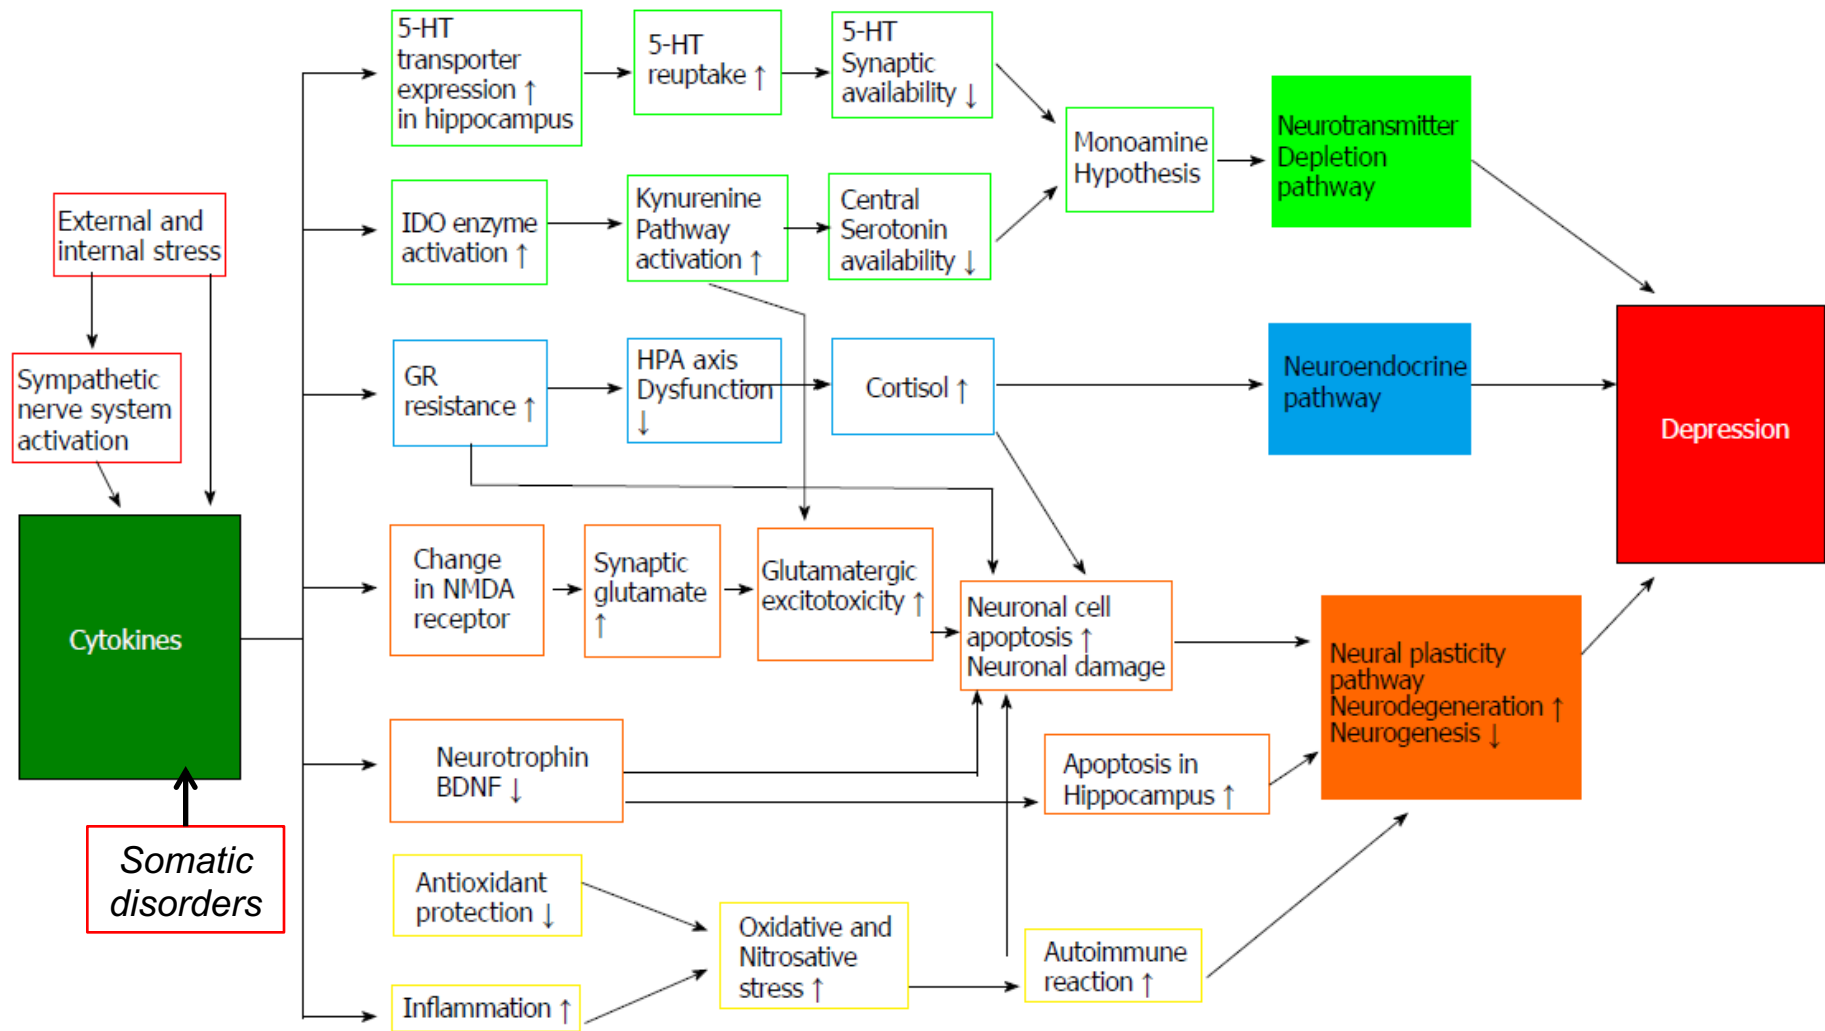 5-HT
transporter
expression ↑
in hippocampus
5-HT
reuptake ↑
5-HT
Synaptic
availability ↓
Monoamine
Hypothesis
Neurotransmitter
Depletion
pathway
External and
internal stress
IDO enzyme
activation ↑
Kynurenine
Pathway
activation ↑
Central
Serotonin
availability ↓
Sympathetic
nerve system
activation
GR
resistance ↑
HPA axis
Dysfunction
↓
Cortisol ↑
Neuroendocrine
pathway
Depression
Cytokines
Change
in NMDA
receptor
Synaptic
glutamate
↑
Glutamatergic
excitotoxicity ↑
Neuronal cell
apoptosis ↑
Neuronal damage
Neural plasticity
pathway
Neurodegeneration ↑
Neurogenesis ↓
Neurotrophin
BDNF ↓
Apoptosis in
Hippocampus ↑
Somatic
disorders
Antioxidant
protection ↓
Oxidative and
Nitrosative
stress ↑
Autoimmune
reaction ↑
Inflammation ↑